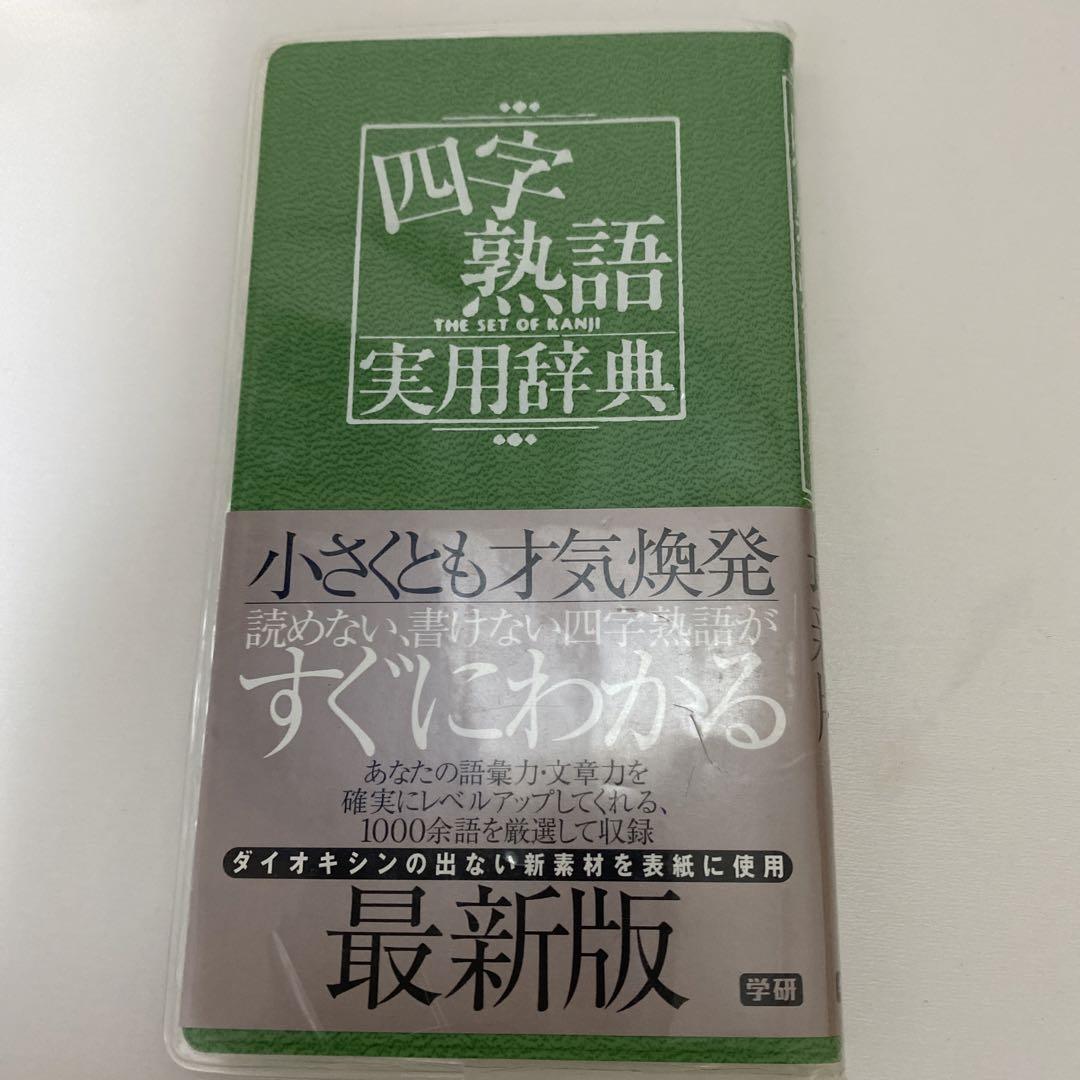 四字
熟語
THE SET OF KANJI
実用辞典
小さくとも才気煥発
読めない、書けない四字熟語が
すぐにわかる
あなたの語彙力・文章力を
確実にレベルアップしてくれる、
1000余語を厳選して収録
ダイオキシンの出ない新素材を表紙に使用
最新版
学研